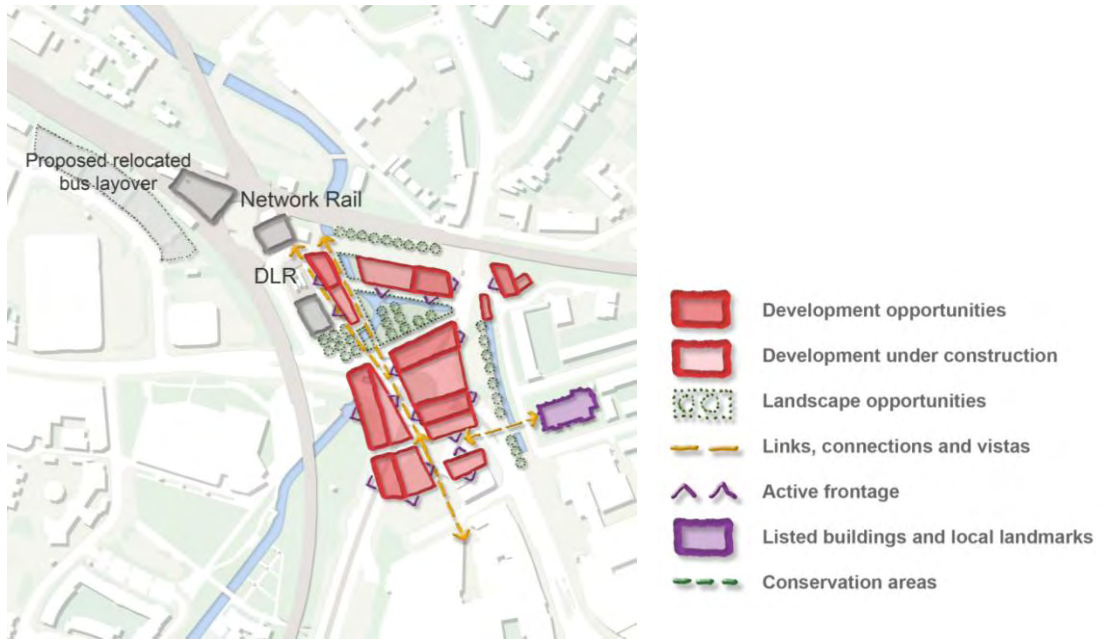 Proposed relocated
bus layover
Network Rail
DLR
Development opportunities
Development under construction
Landscape opportunities
Links, connections and vistas
Active frontage
Listed buildings and local landmarks
Conservation areas